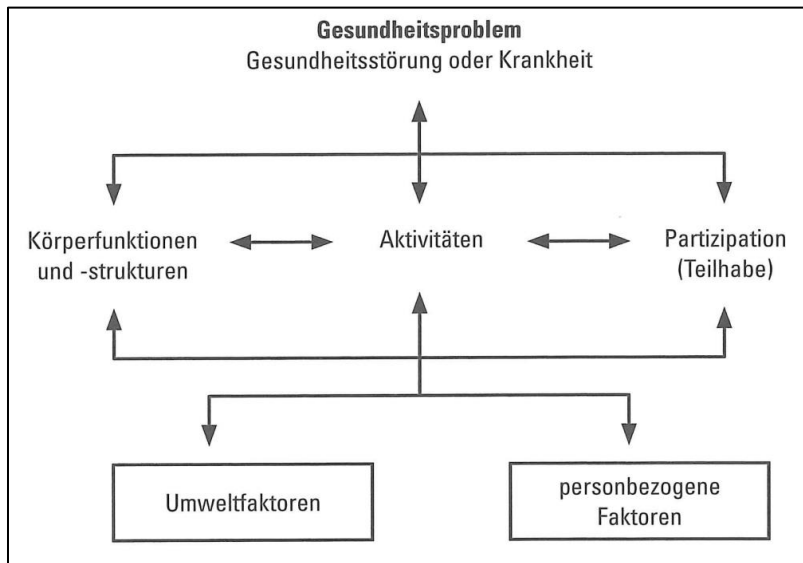 Gesundheitsproblem
Gesundheitsstörung oder Krankheit
Körperfunktionen
und -strukturen
Aktivitäten
Partizipation
(Teilhabe)
Umweltfaktoren
personbezogene
Faktoren